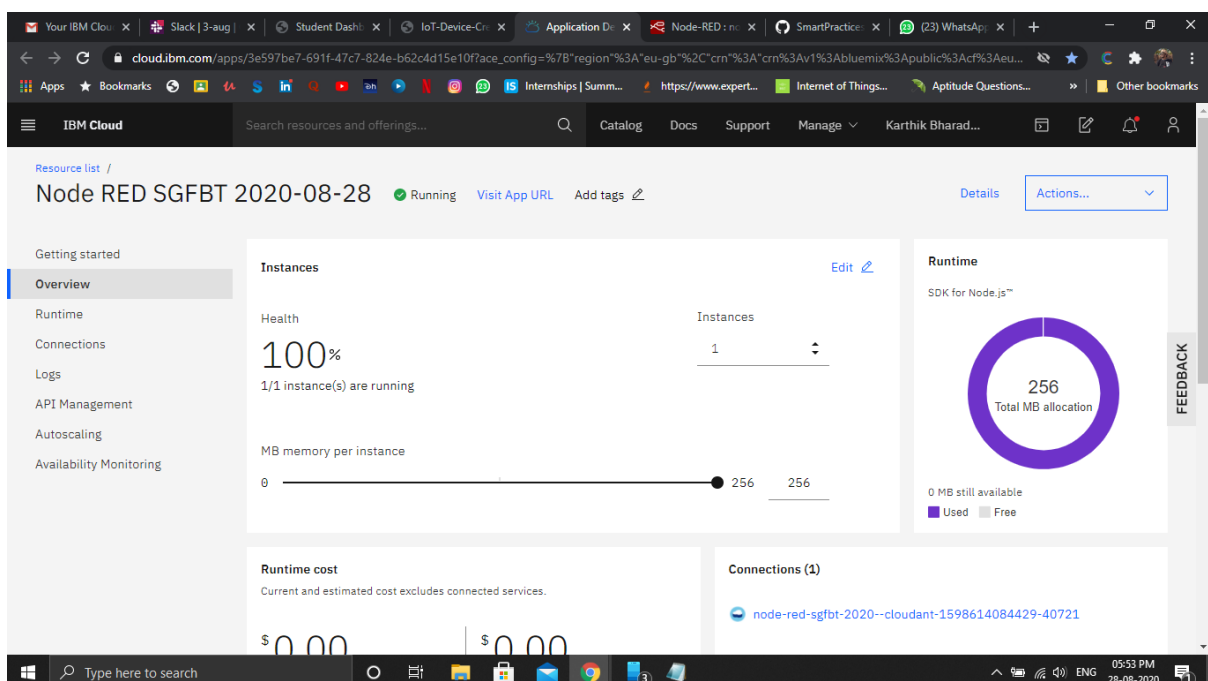 Your IBM Clou
Slack | 3-aug |
Student Dashb
IoT-Device-Cre
Application De
Node-RED : no
SmartPractice
(23) WhatsApp
cloud.ibm.com/apps/3e597be7-691f-47c7-824e-b62c4d15e10f?ace_config=%7B"region"%3A"eu-gb"%2C"crn"%3A"crn%3Av1%3Abluemix%3Apublic%3Acf%3Aeu...
Apps
Bookmarks
Internships | Summ...
https://www.expert...
Internet of Things...
Aptitude Questions...
»
Other bookmarks
IBM Cloud
Search resources and offerings...
Catalog
Docs
Support
Manage
Karthik Bharad...
Resource list /
Node RED SGFBT 2020-08-28
Running
Visit App URL
Add tags
Details
Actions...
Getting started
Overview
Runtime
Connections
Logs
API Management
Autoscaling
Availability Monitoring
Instances
Edit
Health
100%
1/1 instance(s) are running
Instances
1
MB memory per instance
0
256
256
Runtime
SDK for Node.js™
256
Total MB allocation
0 MB still available
Used
Free
FEEDBACK
Runtime cost
Current and estimated cost excludes connected services.
$0.00
$0.00
Connections (1)
node-red-sgfbt-2020--cloudant-1598614084429-40721
Type here to search
ENG
05:53 PM
28-08-2020